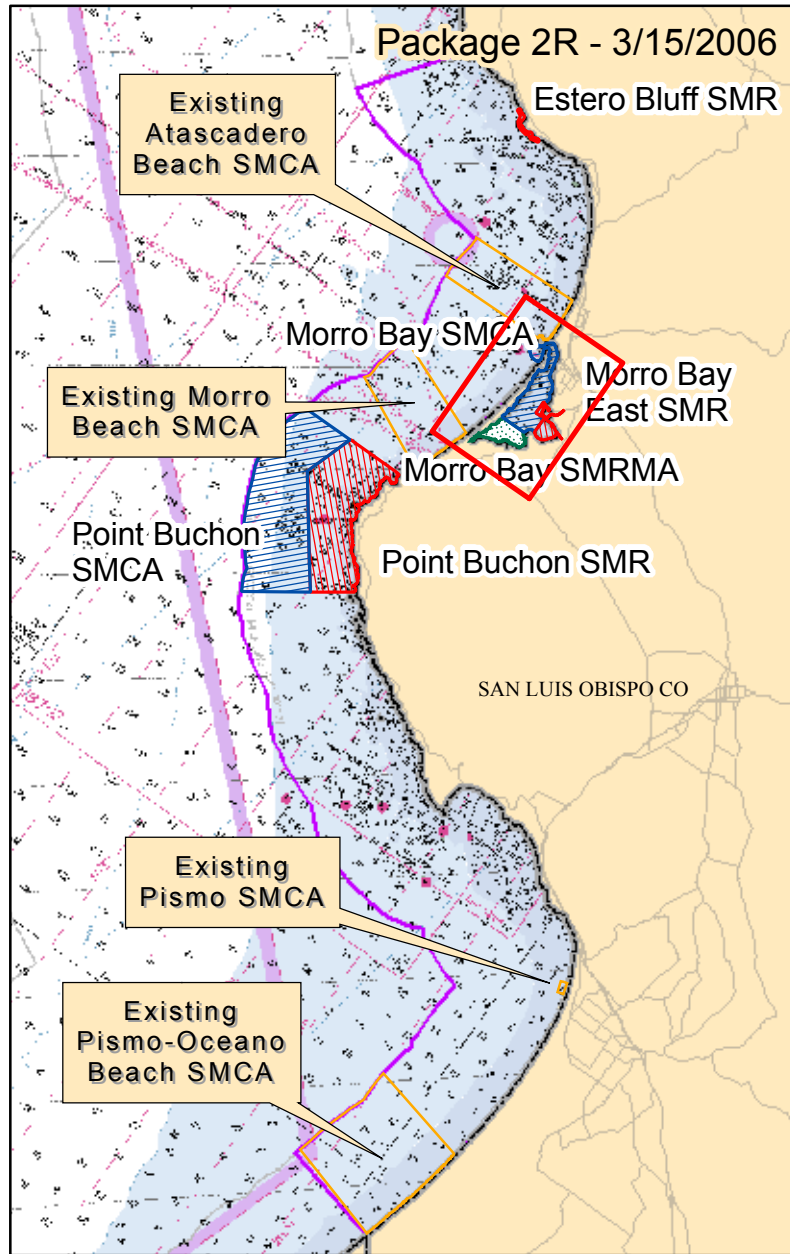 Package 2R - 3/15/2006
Existing
Atascadero
Beach SMCA
Estero Bluff SMR
Morro Bay SMCA
Existing Morro
Beach SMCA
Morro Bay
East SMR
Morro Bay SMRMA
Point Buchon
SMCA
Point Buchon SMR
SAN LUIS OBISPO CO
Existing
Pismo SMCA
Existing
Pismo-Oceano
Beach SMCA